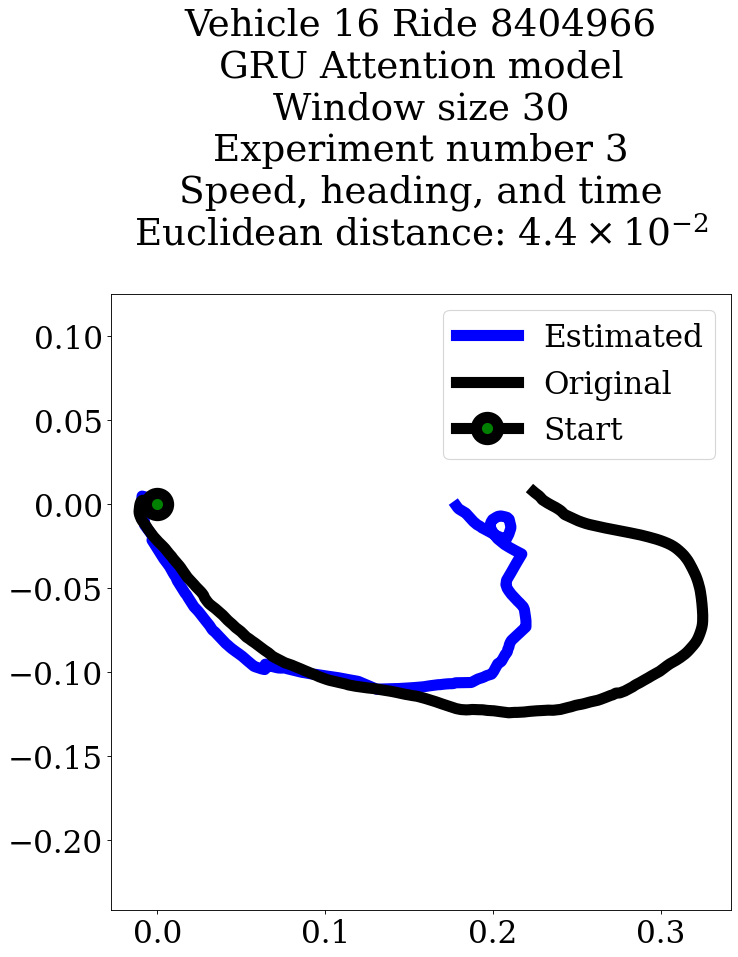 Vehicle 16 Ride 8404966
GRU Attention model
Window size 30
Experiment number 3
Speed, heading, and time
Euclidean distance: 4.4 × 10⁻²
Estimated
Original
Start
0.10
0.05
0.00
−0.05
−0.10
−0.15
−0.20
0.0 0.1 0.2 0.3